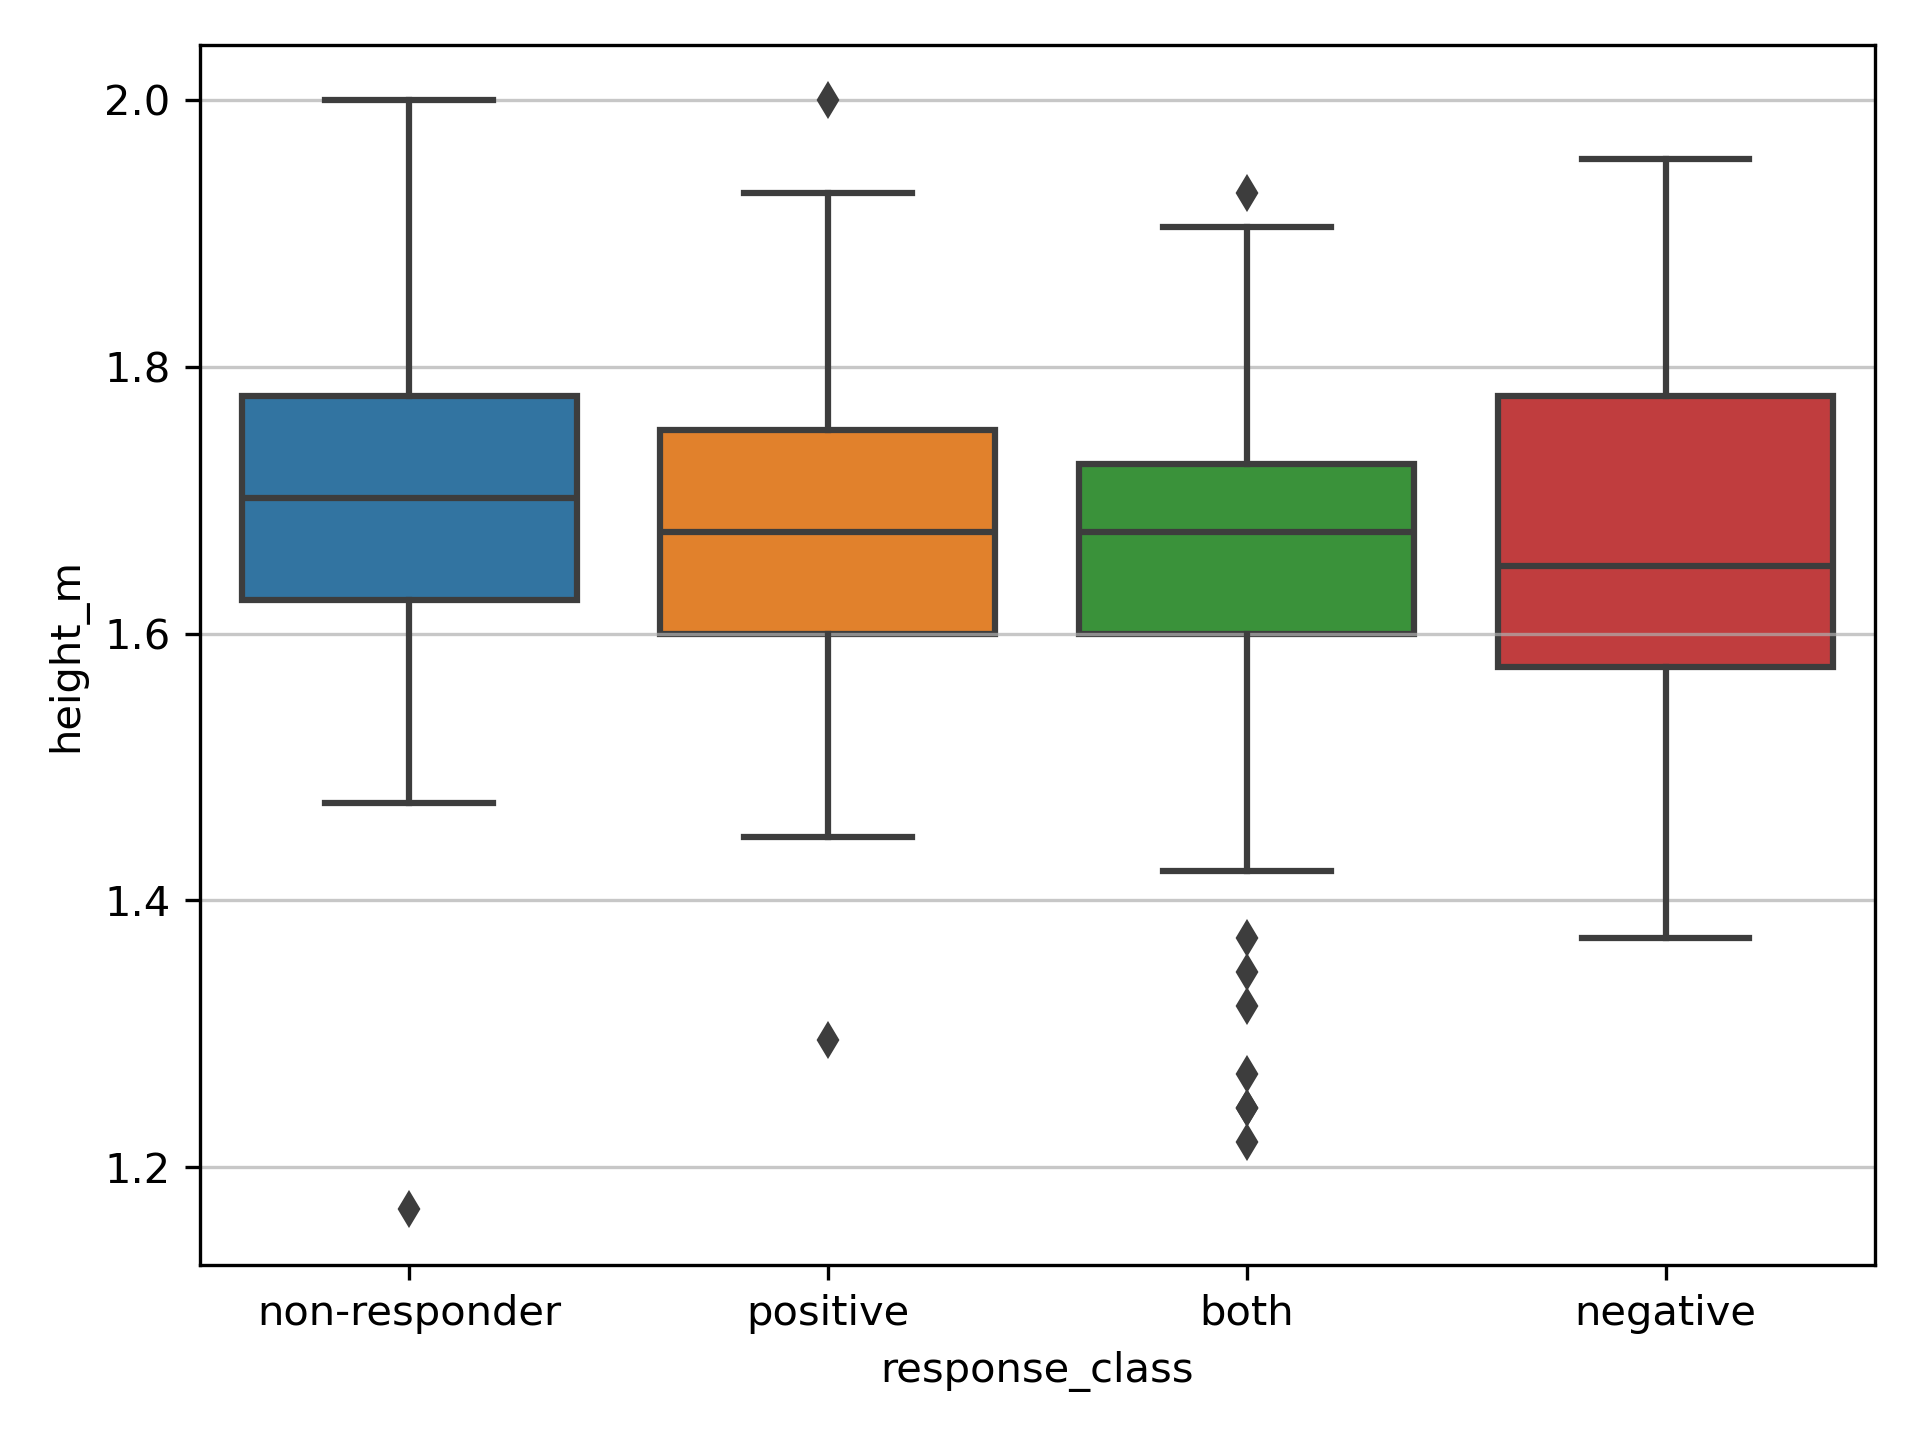 2.0
1.8
1.6
1.4
1.2
height_m
non-responder positive both negative
response_class